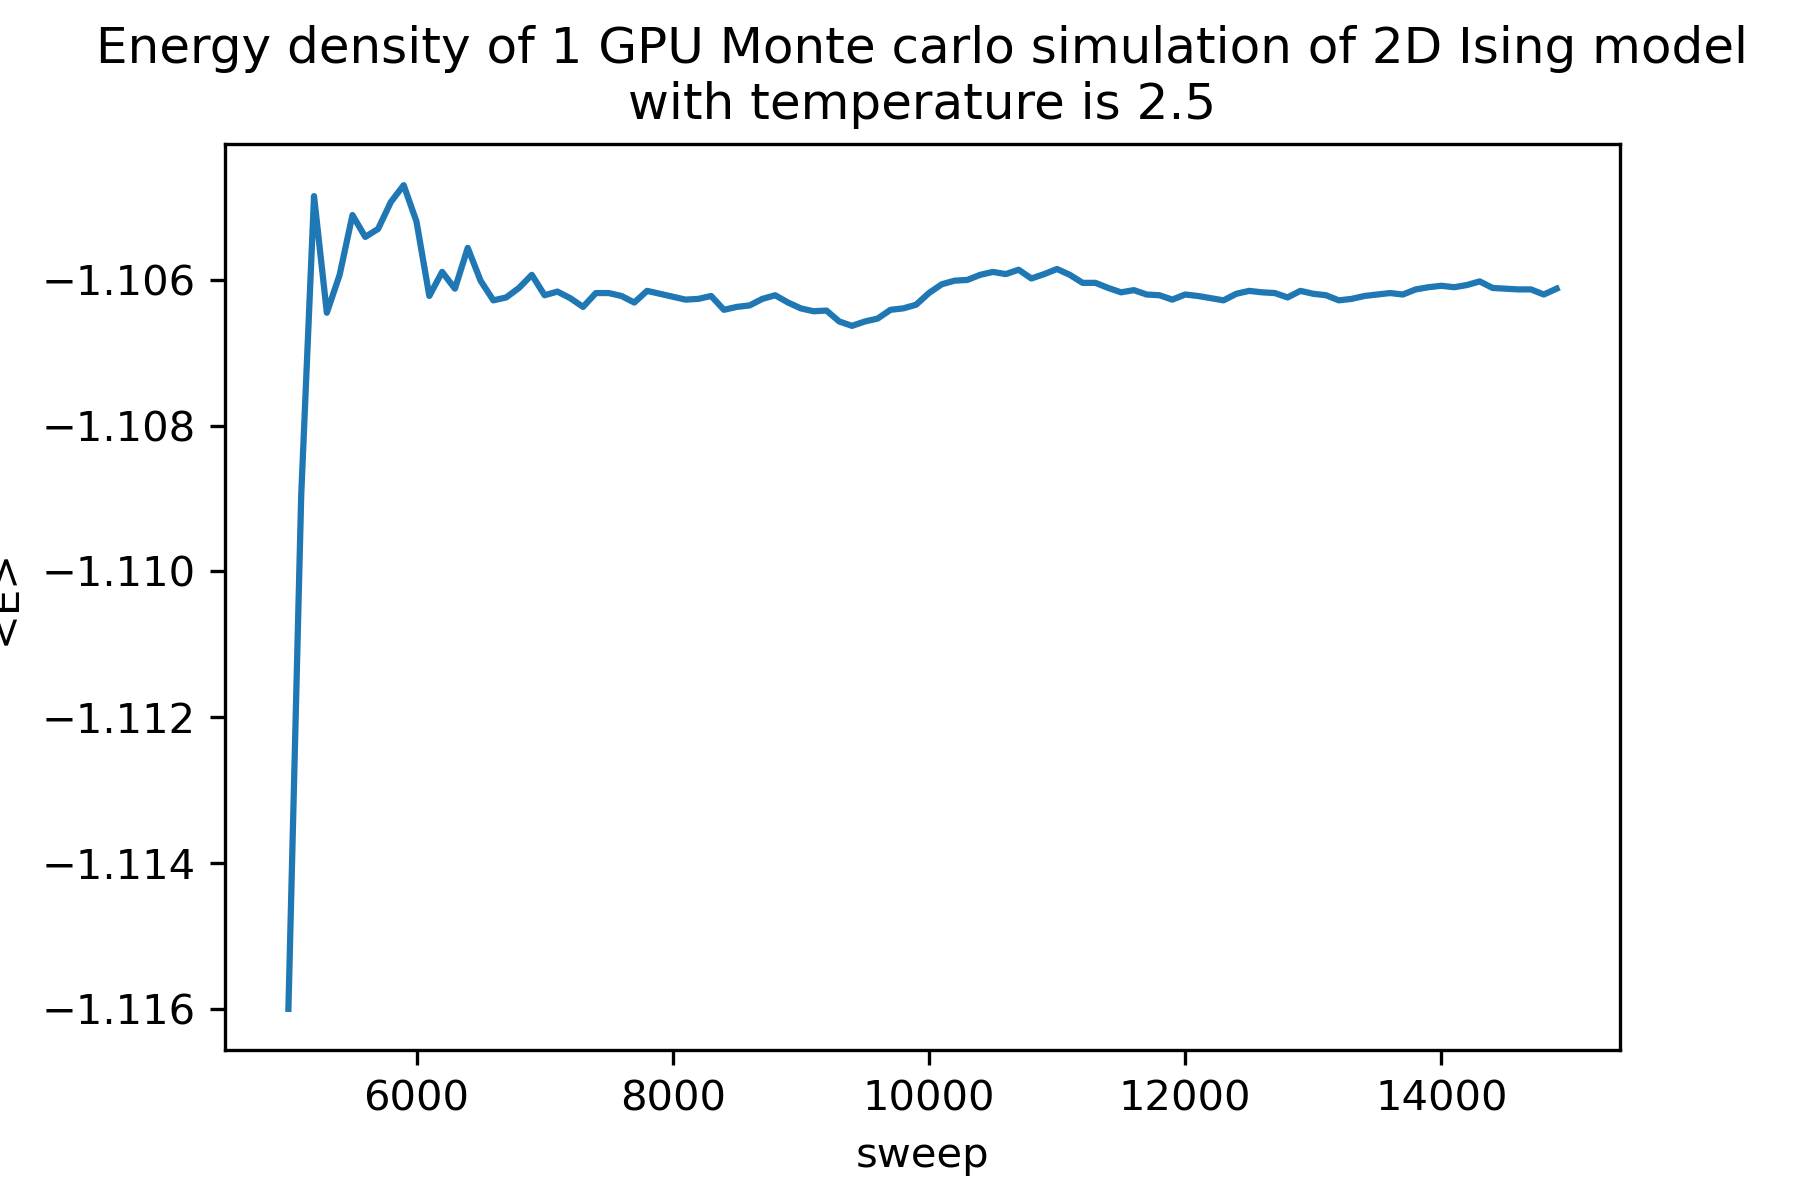 Energy density of 1 GPU Monte carlo simulation of 2D Ising model
with temperature is 2.5
−1.106
−1.108
−1.110
−1.112
−1.114
−1.116
<E>
6000 8000 10000 12000 14000
sweep